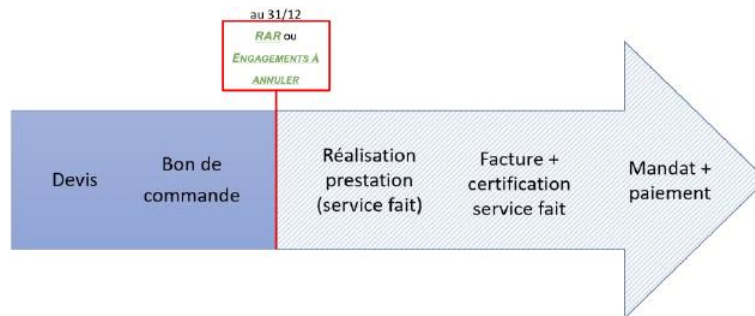 au 31/12
RAR ou
ENGAGEMENTS À
ANNULER
Devis
Bon de
commande
Réalisation
prestation
(service fait)
Facture +
certification
service fait
Mandat +
paiement